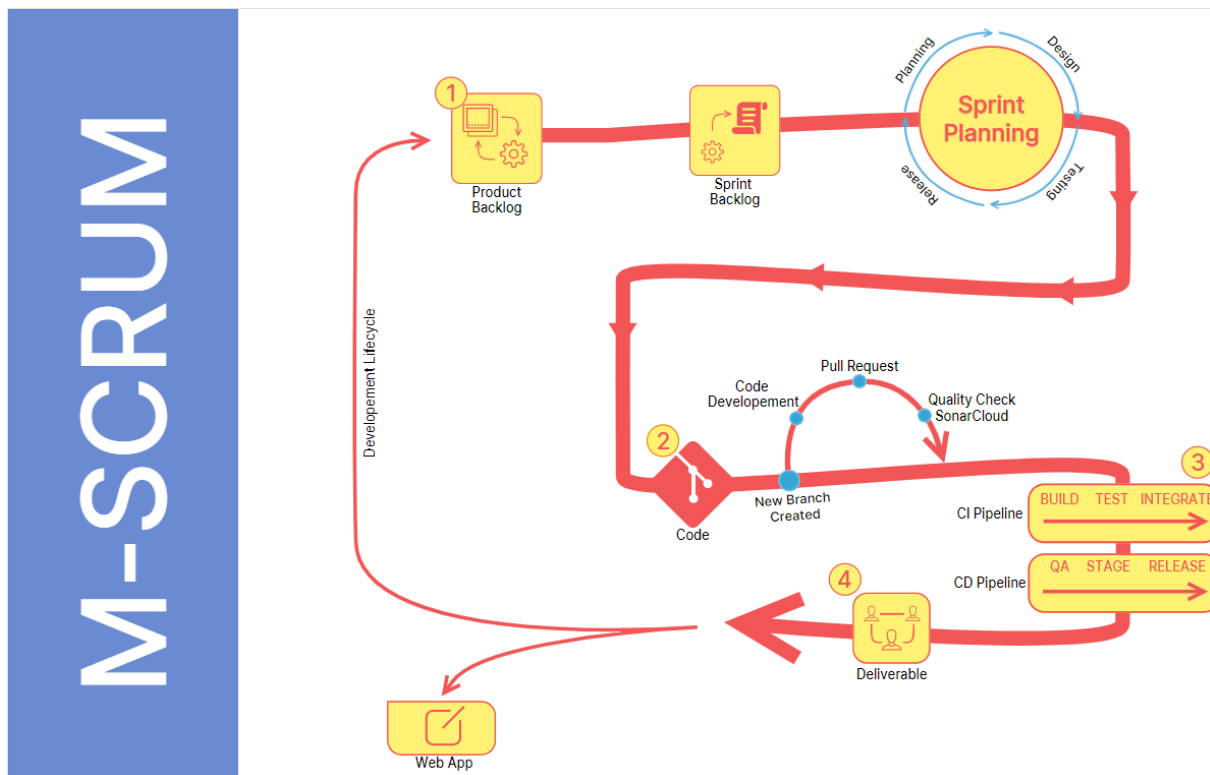 M-SCRUM
1
Product
Backlog
Sprint
Backlog
Sprint
Planning
Planning
Design
Testing
Release
Developement Lifecycle
2
Code
New Branch
Created
Code
Developement
Pull Request
Quality Check
SonarCloud
3
CI Pipeline
BUILD TEST INTEGRATE
CD Pipeline
QA STAGE RELEASE
4
Deliverable
Web App